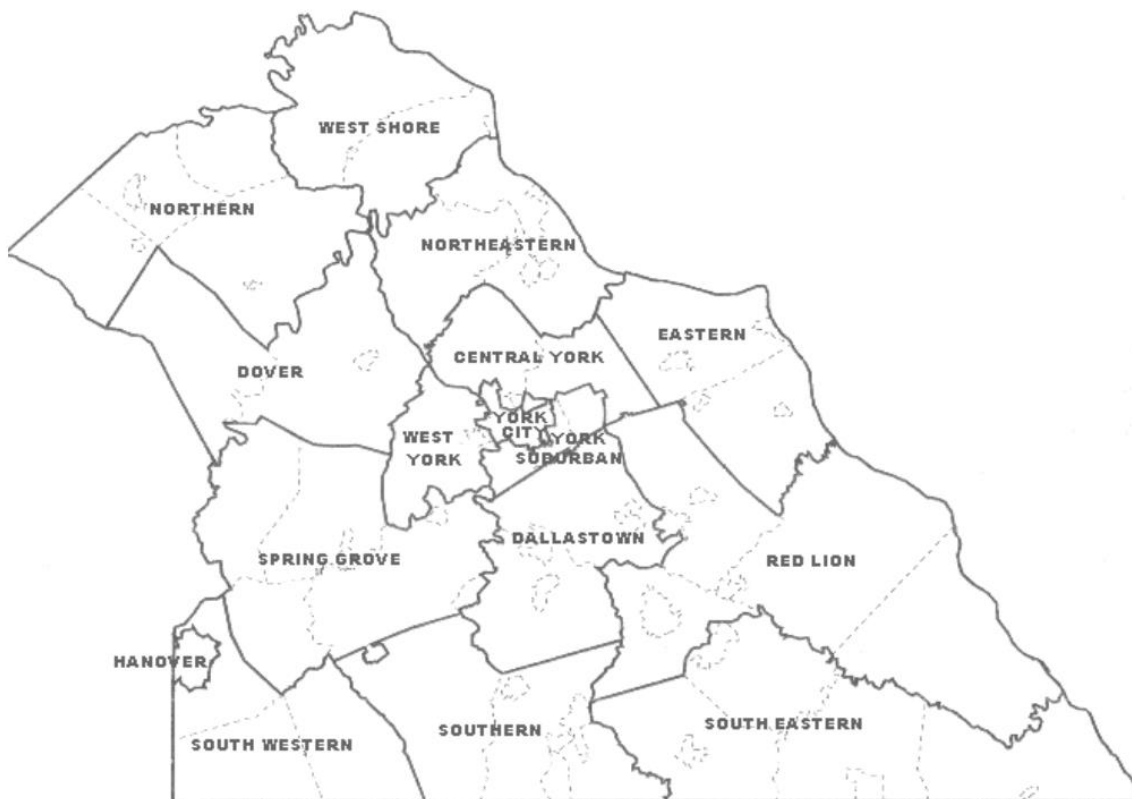 WEST SHORE
NORTHERN
NORTHEASTERN
EASTERN
CENTRAL YORK
DOVER
YORK
CITY
WEST
YORK
YORK
SUBURBAN
DALLASTOWN
SPRING GROVE
RED LION
HANOVER
SOUTH WESTERN
SOUTHERN
SOUTH EASTERN